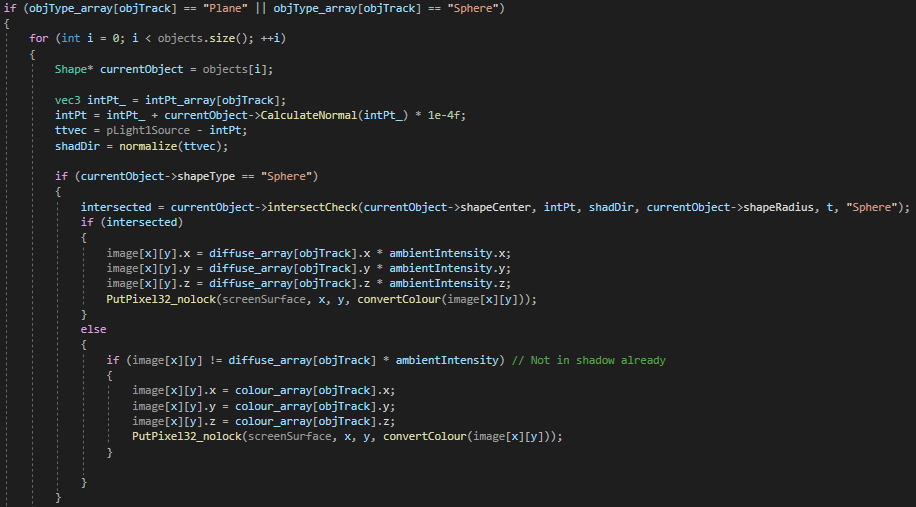 if (objType_array[objTrack] == "Plane" || objType_array[objTrack] == "Sphere")
{
for (int i = 0; i < objects.size(); ++i)
{
Shape* currentObject = objects[i];
vec3 intPt_ = intPt_array[objTrack];
intPt = intPt_ + currentObject->CalculateNormal(intPt_) * 1e-4f;
ttvec = pLight1Source - intPt;
shadDir = normalize(ttvec);
if (currentObject->shapeType == "Sphere")
{
intersected = currentObject->intersectCheck(currentObject->shapeCenter, intPt, shadDir, currentObject->shapeRadius, t, "Sphere");
if (intersected)
{
image[x][y].x = diffuse_array[objTrack].x * ambientIntensity.x;
image[x][y].y = diffuse_array[objTrack].y * ambientIntensity.y;
image[x][y].z = diffuse_array[objTrack].z * ambientIntensity.z;
PutPixel32_nolock(screenSurface, x, y, convertColour(image[x][y]));
}
else
{
if (image[x][y] != diffuse_array[objTrack] * ambientIntensity) // Not in shadow already
{
image[x][y].x = colour_array[objTrack].x;
image[x][y].y = colour_array[objTrack].y;
image[x][y].z = colour_array[objTrack].z;
PutPixel32_nolock(screenSurface, x, y, convertColour(image[x][y]));
}
}
}